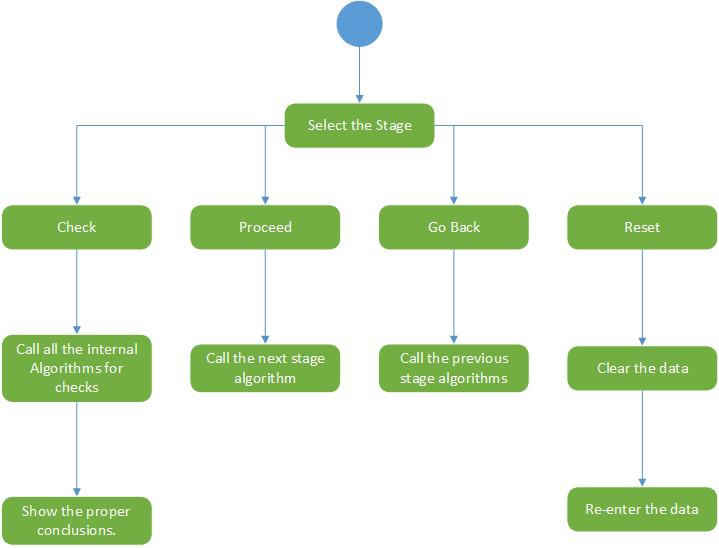 Select the Stage
Check
Proceed
Go Back
Reset
Call all the internal
Algorithms for
checks
Call the next stage
algorithm
Call the previous
stage algorithms
Clear the data
Show the proper
conclusions.
Re-enter the data